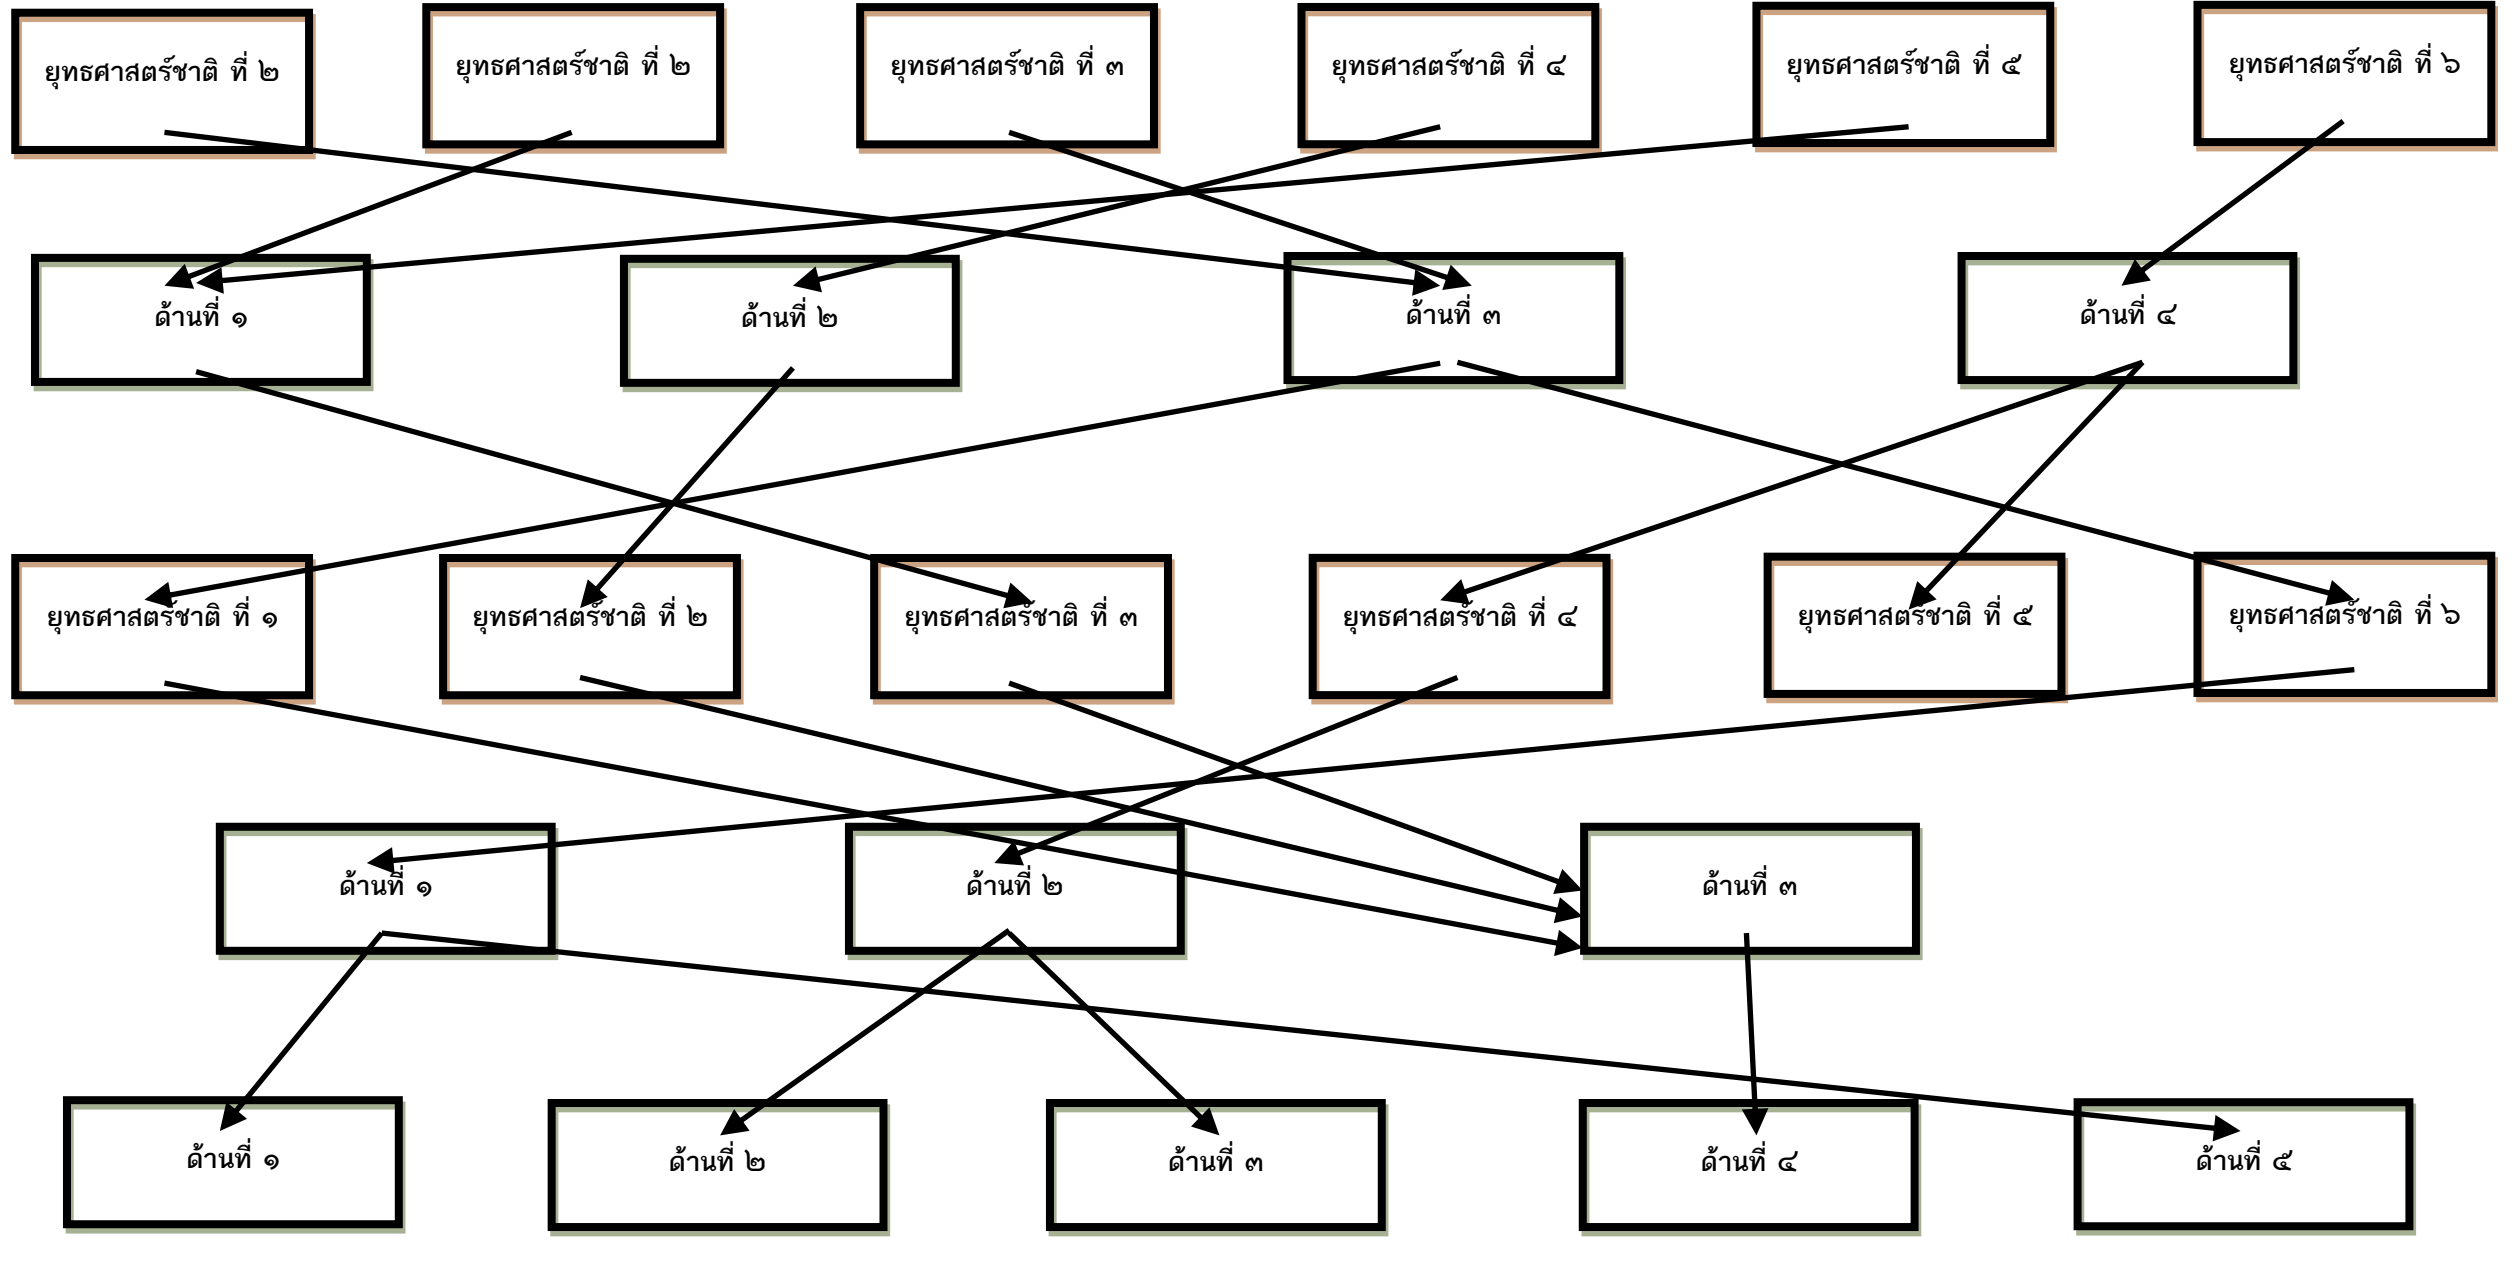 ยุทธศาสตร์ชาติ ที่ ๒
ยุทธศาสตร์ชาติ ที่ ๒
ยุทธศาสตร์ชาติ ที่ ๓
ยุทธศาสตร์ชาติ ที่ ๔
ยุทธศาสตร์ชาติ ที่ ๕
ยุทธศาสตร์ชาติ ที่ ๖
ด้านที่ ๑
ด้านที่ ๒
ด้านที่ ๓
ด้านที่ ๔
ยุทธศาสตร์ชาติ ที่ ๑
ยุทธศาสตร์ชาติ ที่ ๒
ยุทธศาสตร์ชาติ ที่ ๓
ยุทธศาสตร์ชาติ ที่ ๔
ยุทธศาสตร์ชาติ ที่ ๕
ยุทธศาสตร์ชาติ ที่ ๖
ด้านที่ ๑
ด้านที่ ๒
ด้านที่ ๓
ด้านที่ ๑
ด้านที่ ๒
ด้านที่ ๓
ด้านที่ ๔
ด้านที่ ๕